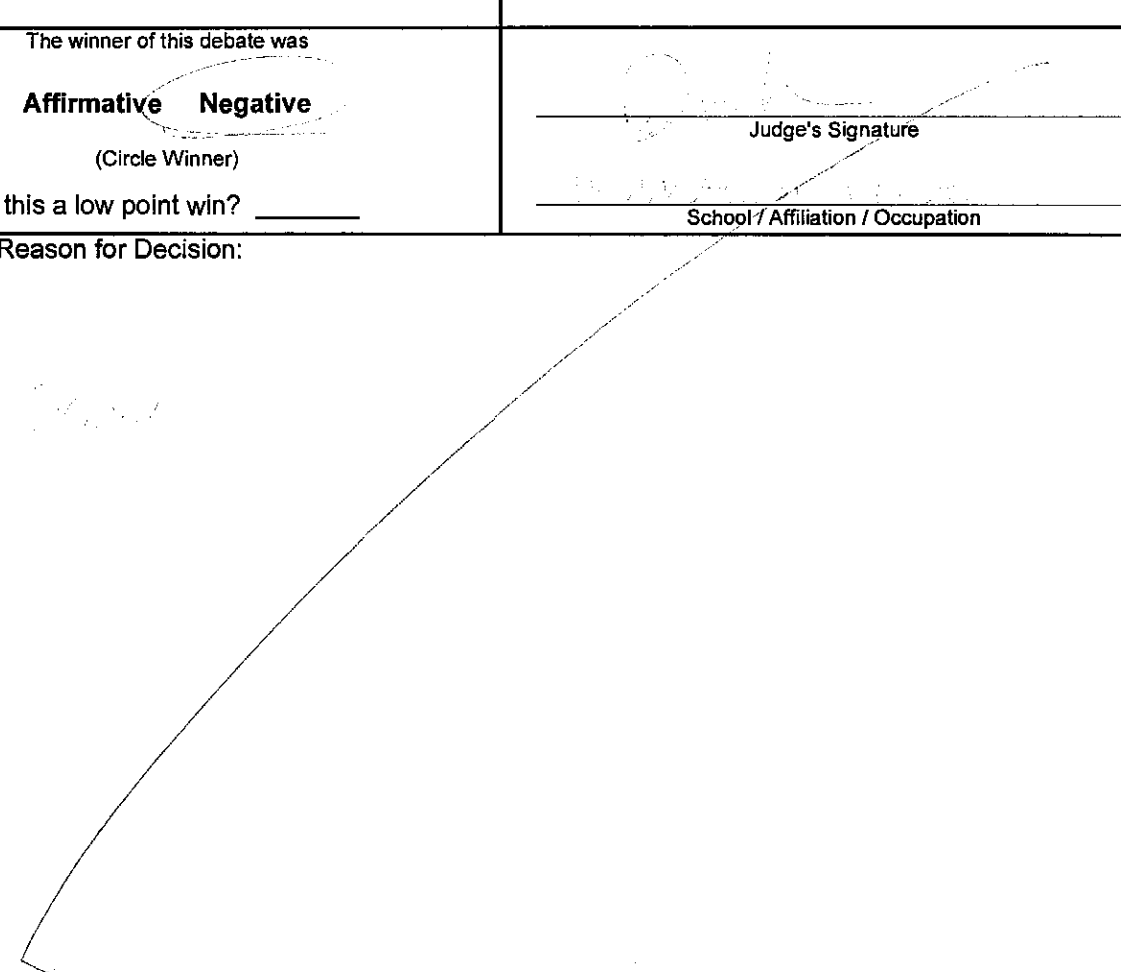 The winner of this debate was
Affirmative Negative
(Circle Winner)
this a low point win? ______
Judge's Signature
School / Affiliation / Occupation
Reason for Decision: